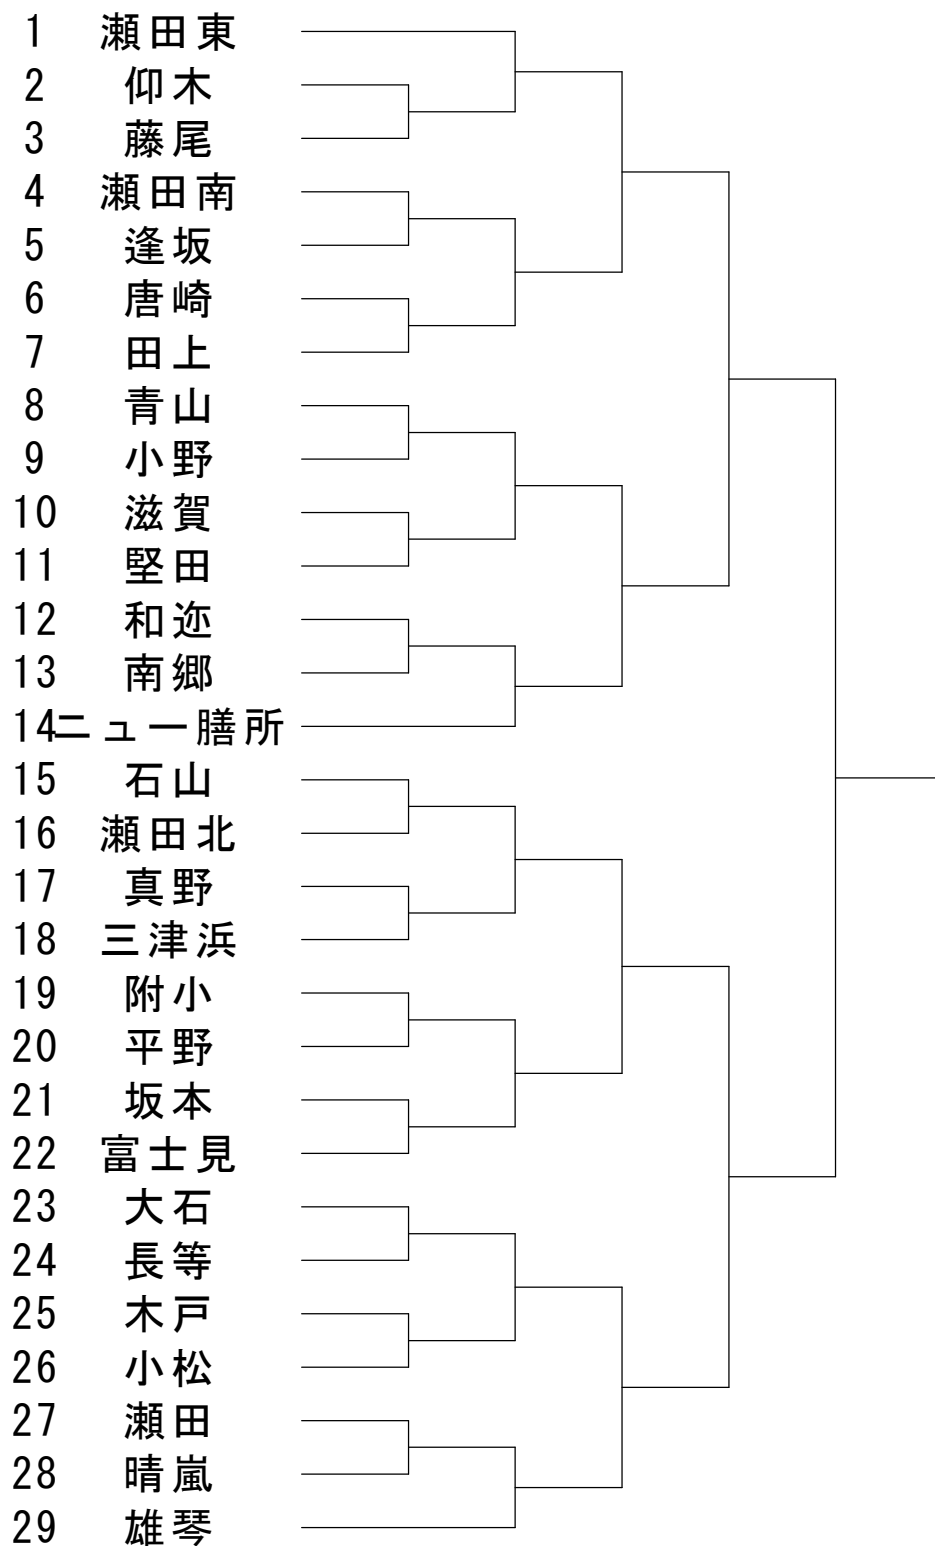 1 瀬田東
2 仰木
3 藤尾
4 瀬田南
5 逢坂
6 唐崎
7 田上
8 青山
9 小野
10 滋賀
11 堅田
12 和迩
13 南郷
14 ニュー膳所
15 石山
16 瀬田北
17 真野
18 三津浜
19 附小
20 平野
21 坂本
22 富士見
23 大石
24 長等
25 木戸
26 小松
27 瀬田
28 晴嵐
29 雄琴